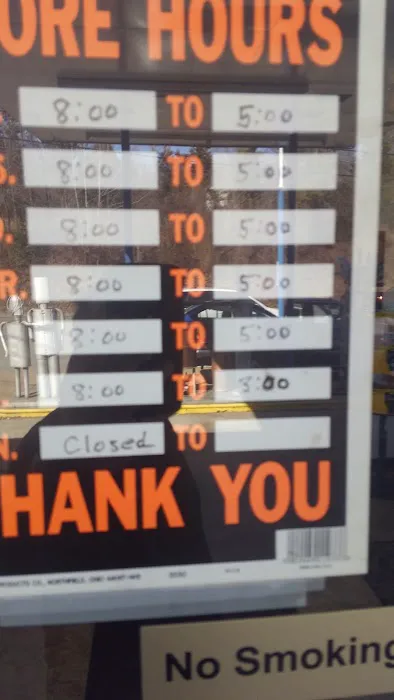 ORE HOURS
8:00 TO 5:00
S. 8:00 TO 5:00
D. 8:00 TO 5:00
R. 8:00 TO 5:00
8:00 TO 5:00
8:00 TO 3:00
N. Closed TO
HANK YOU
No Smoking